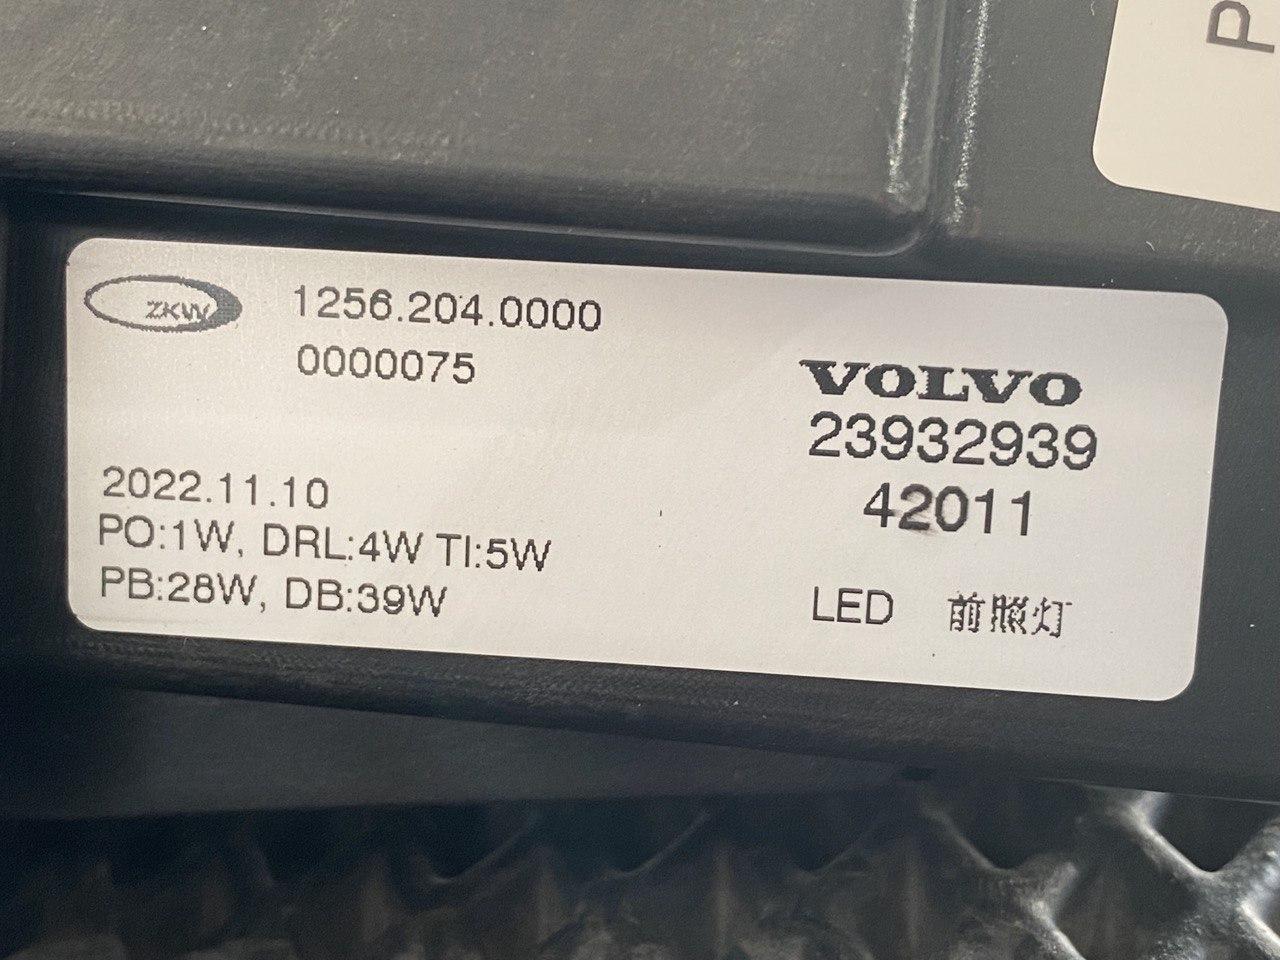 ZKW
1256.204.0000
0000075
2022.11.10
PO:1W, DRL:4W TI:5W
PB:28W, DB:39W
VOLVO
23932939
42011
LED 前照灯
P